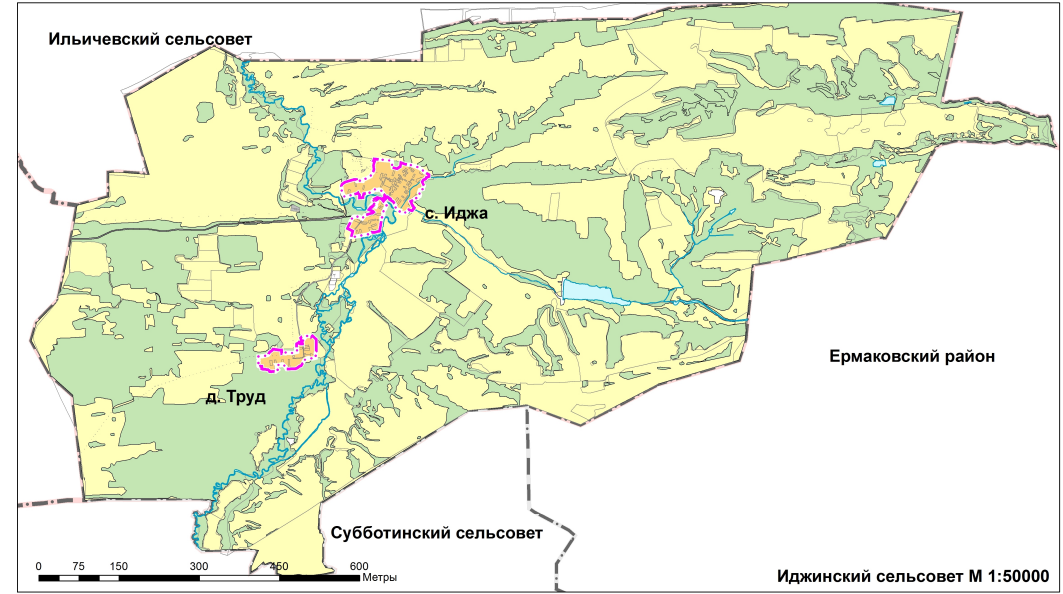 Ильичевский сельсовет
с. Иджа
Ермаковский район
д. Труд
Субботинский сельсовет
0 75 150 300 450 600
Метры
Иджинский сельсовет М 1:50000